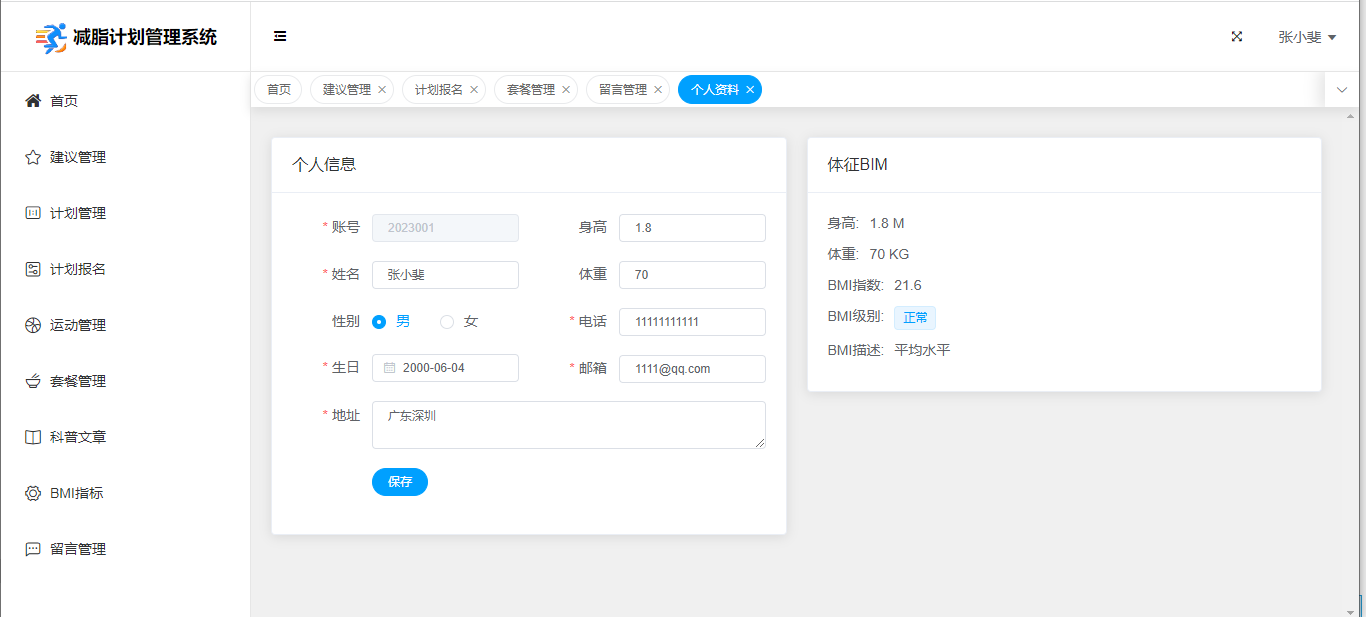 减脂计划管理系统
张小斐
首页
建议管理
计划管理
计划报名
运动管理
套餐管理
科普文章
BMI指标
留言管理
首页 建议管理 计划报名 套餐管理 留言管理 个人资料
个人信息
* 账号 2023001 身高 1.8
* 姓名 张小斐 体重 70
性别 男 女 * 电话 11111111111
* 生日 2000-06-04 * 邮箱 1111@qq.com
* 地址 广东深圳
保存
体征BIM
身高: 1.8 M
体重: 70 KG
BMI指数: 21.6
BMI级别: 正常
BMI描述: 平均水平